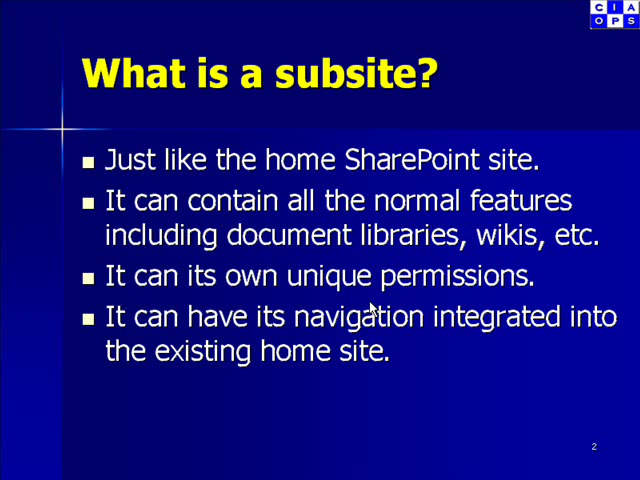 CIA
OPS
What is a subsite?
Just like the home SharePoint site.
It can contain all the normal features
including document libraries, wikis, etc.
It can its own unique permissions.
It can have its navigation integrated into
the existing home site.
2